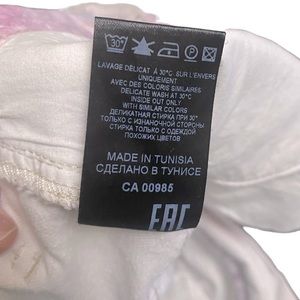 30°
LAVAGE DÉLICAT À 30°C SUR L'ENVERS
UNIQUEMENT
AVEC DES COLORIS SIMILAIRES
DELICATE WASH AT 30°C
INSIDE OUT ONLY
WITH SIMILAR COLORS
ДЕЛИКАТНАЯ СТИРКА ПРИ 30°
ТОЛЬКО С ИЗНАНОЧНОЙ СТОРОНЫ
СТИРКА ТОЛЬКО С ОДЕЖДОЙ
ПОХОЖИХ ЦВЕТОВ
MADE IN TUNISIA
СДЕЛАНО В ТУНИСЕ
CA 00985
EAC